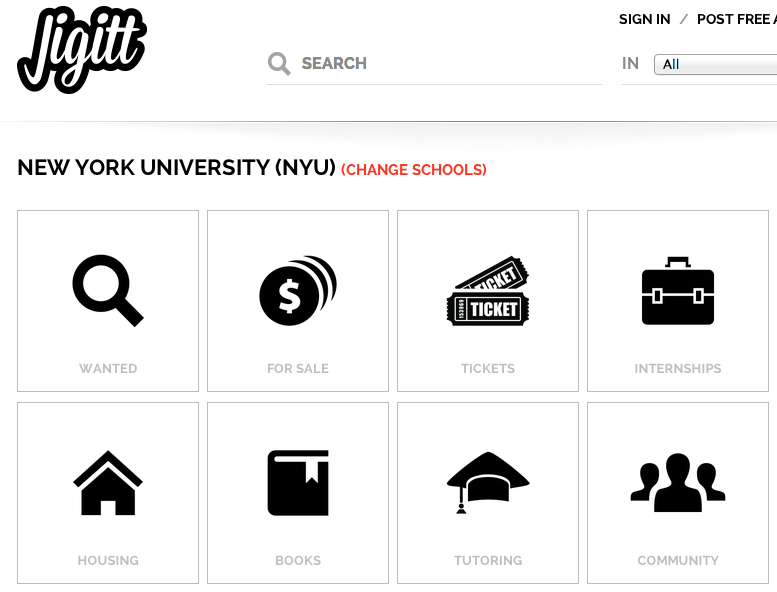 Jigitt
SIGN IN / POST FREE A
SEARCH
IN All
NEW YORK UNIVERSITY (NYU) (CHANGE SCHOOLS)
$
TICKET
TICKET
WANTED
FOR SALE
TICKETS
INTERNSHIPS
HOUSING
BOOKS
TUTORING
COMMUNITY